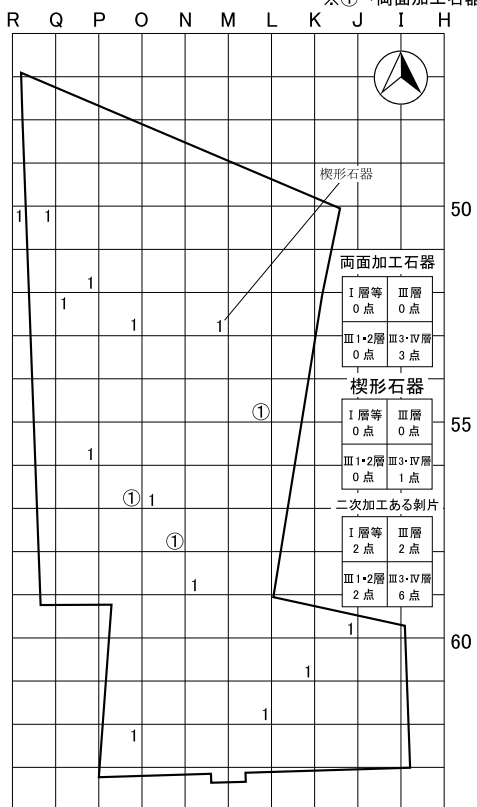 ※①→両面加工石器
R Q P O N M L K J I H
楔形石器
1 1
50
1
1
1 1
両面加工石器
Ⅰ層等 Ⅲ層
0点 0点
Ⅲ1・2層 Ⅲ3・Ⅳ層
0点 3点
楔形石器
Ⅰ層等 Ⅲ層
0点 0点
Ⅲ1・2層 Ⅲ3・Ⅳ層
0点 1点
①
55
1
① 1
①
二次加工ある剥片
Ⅰ層等 Ⅲ層
2点 2点
Ⅲ1・2層 Ⅲ3・Ⅳ層
2点 6点
1
1
60
1
1
1